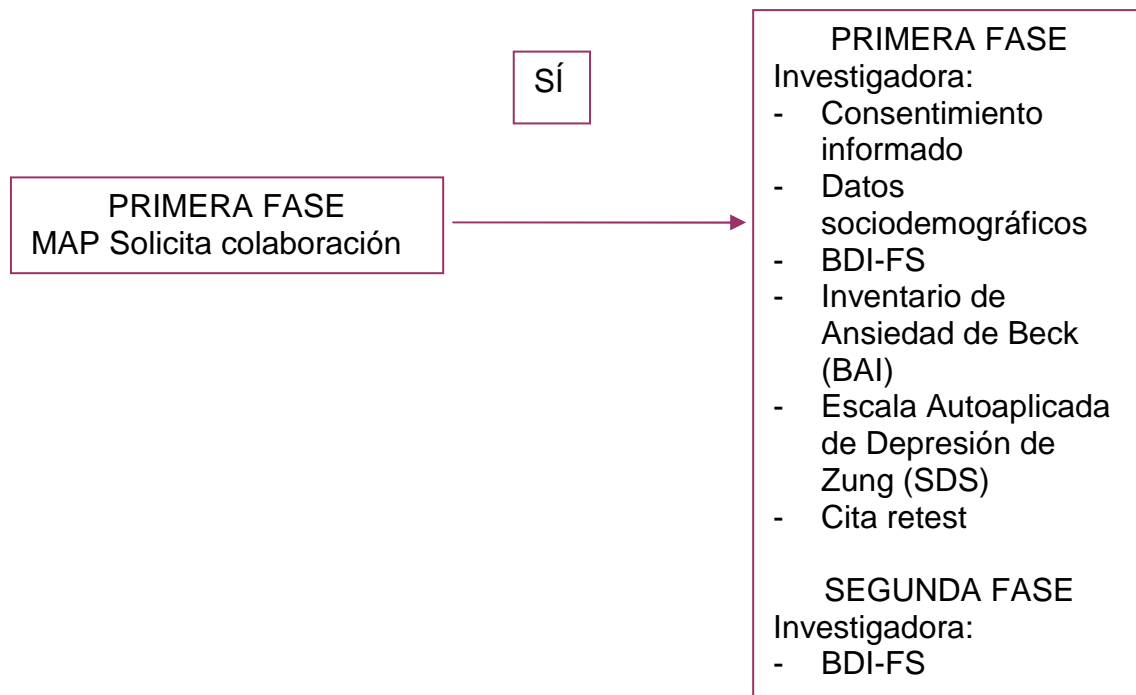 PRIMERA FASE
MAP Solicita colaboración
SÍ
PRIMERA FASE
Investigadora:
- Consentimiento
informado
- Datos
sociodemográficos
- BDI-FS
- Inventario de
Ansiedad de Beck
(BAI)
- Escala Autoaplicada
de Depresión de
Zung (SDS)
- Cita retest
SEGUNDA FASE
Investigadora:
- BDI-FS